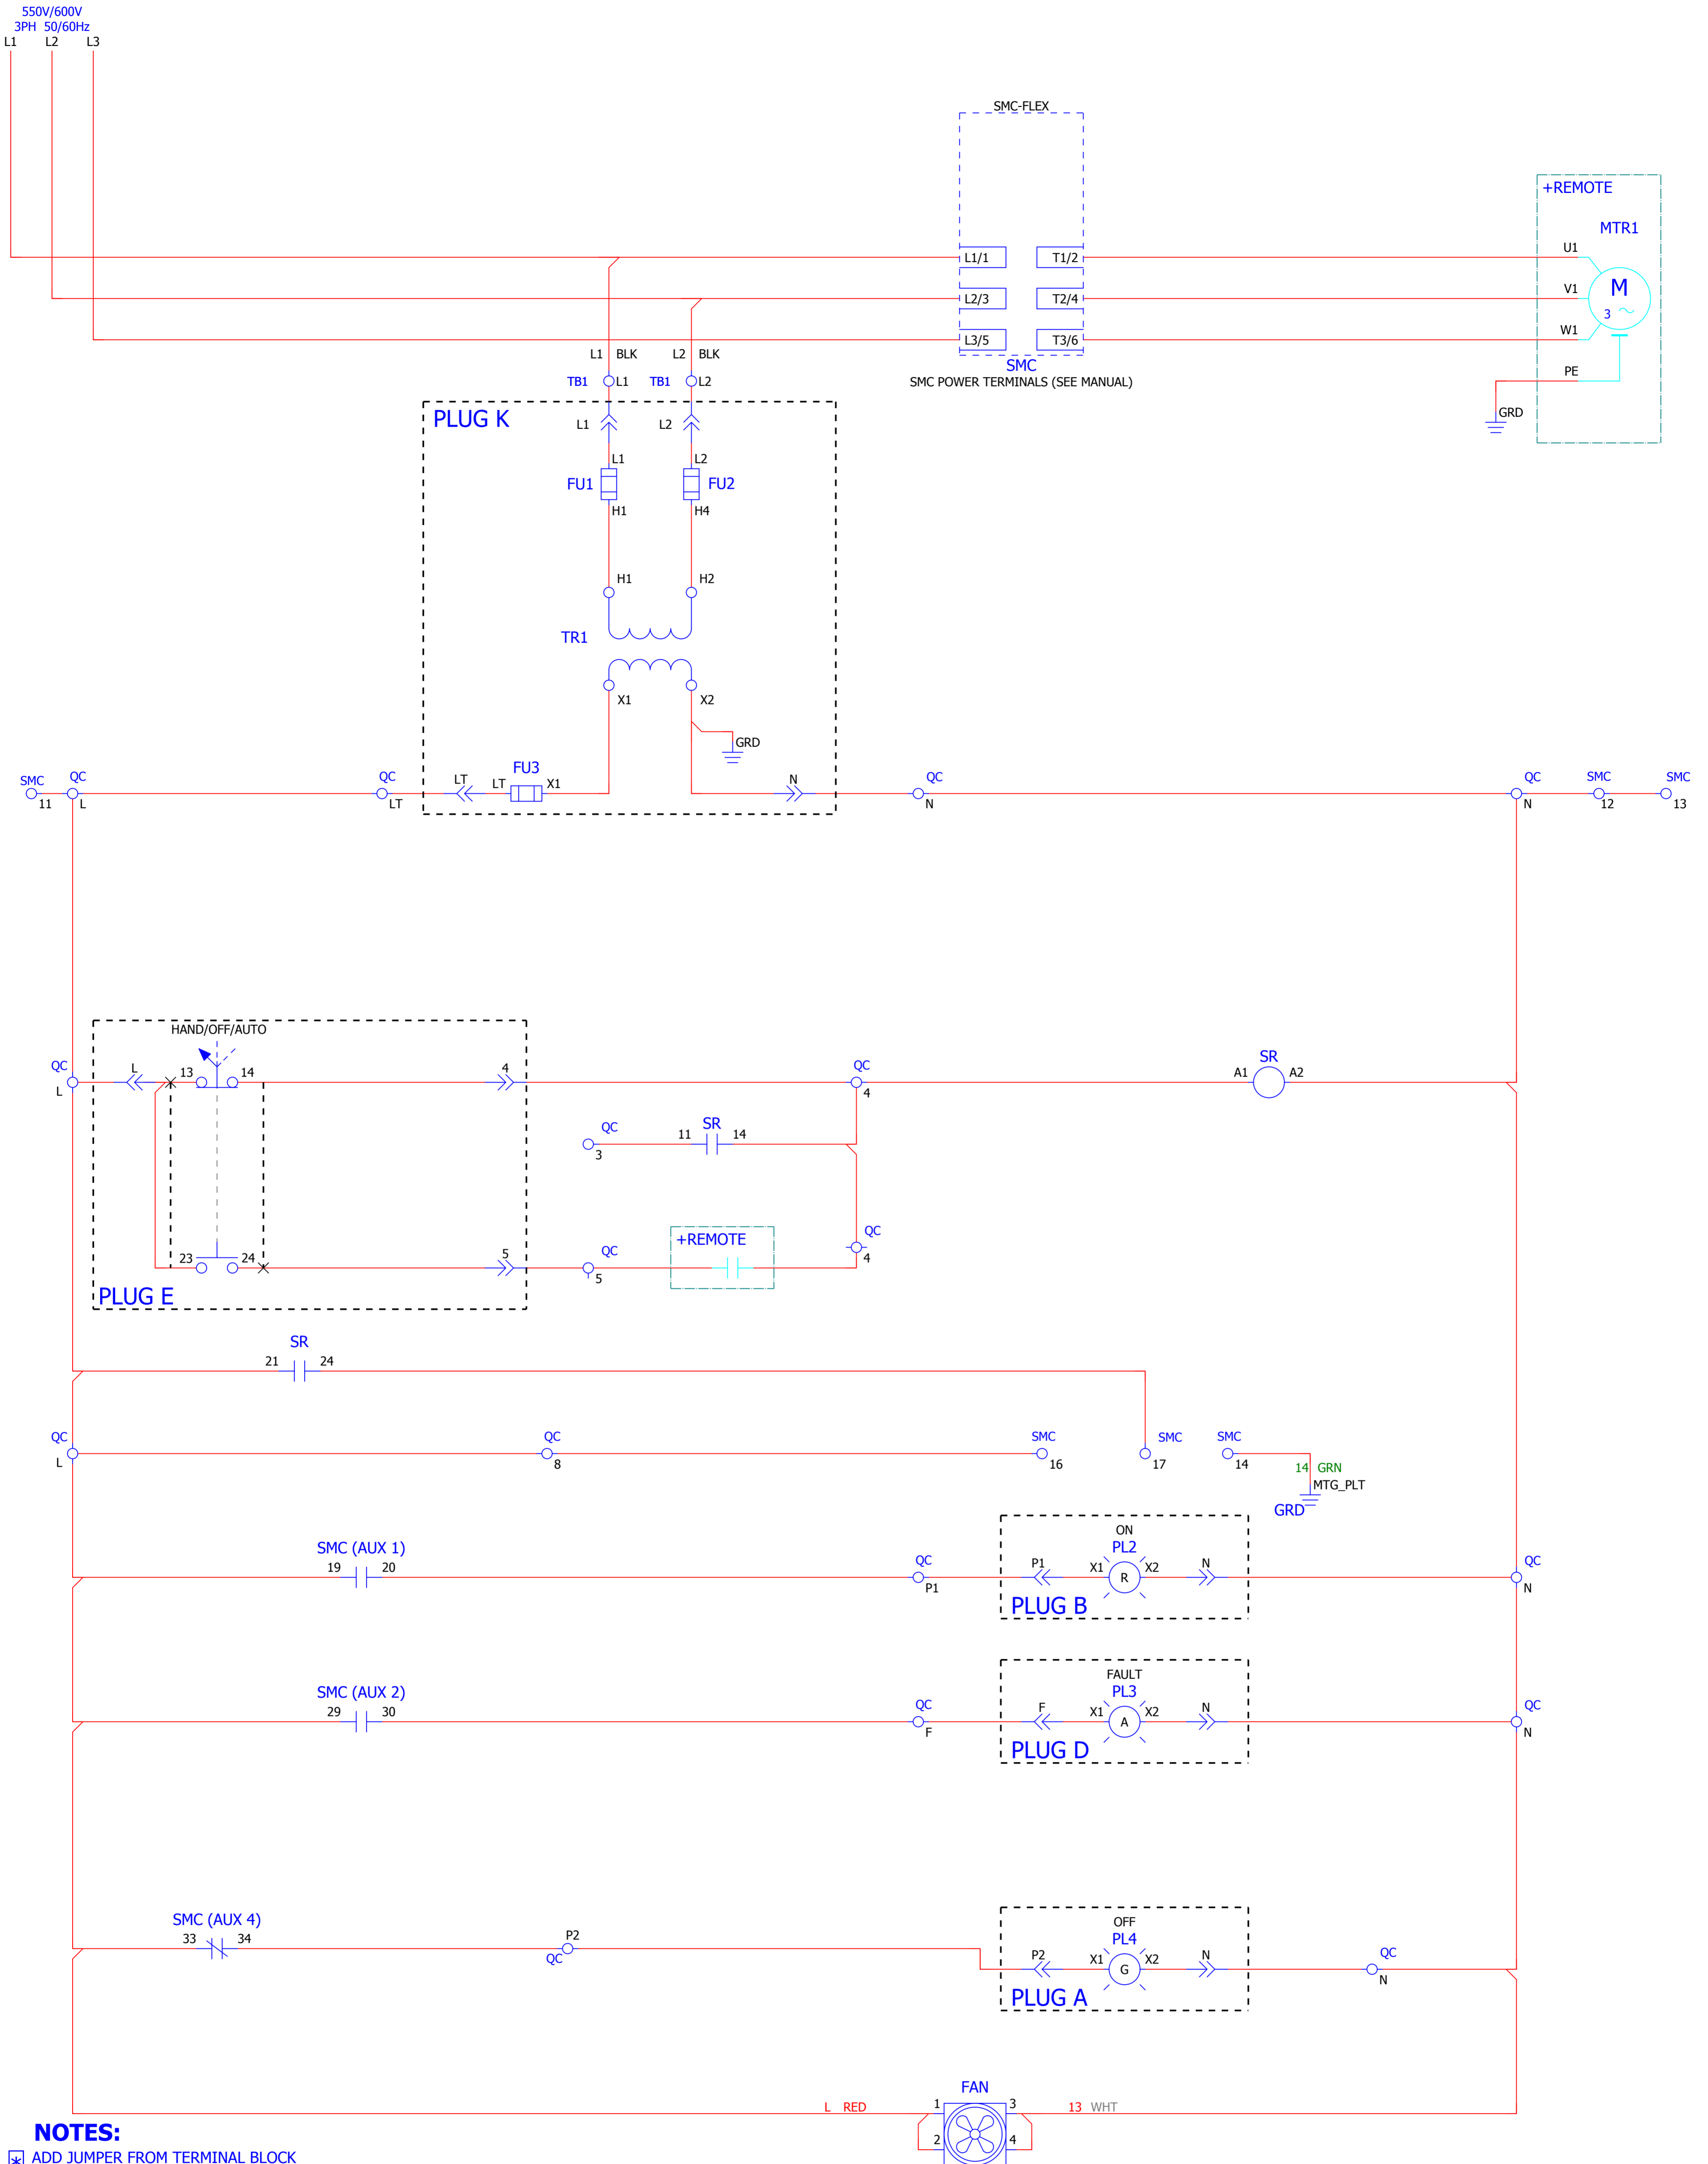 550V/600V
3PH 50/60Hz
L1 L2 L3
SMC-FLEX
+REMOTE
MTR1
L1/1 T1/2 U1
L2/3 T2/4 V1 M
3
L3/5 T3/6 W1
L1 BLK L2 BLK
SMC
SMC POWER TERMINALS (SEE MANUAL)
PE
TB1 L1 TB1 L2
GRD
PLUG K
L1 L2
L1 L2
FU1 FU2
H1 H4
H1 H2
TR1
X1 X2
GRD
SMC QC QC LT LT FU3 X1 N QC QC SMC SMC
11 L LT N N 12 13
HAND/OFF/AUTO
QC L 13 14 4 QC SR
L 4 A1 A2
QC 11 SR 14
3
QC
+REMOTE
4
23 24 5 QC
5
PLUG E
SR
21 24
QC QC SMC SMC SMC
L 8 16 17 14
14 GRN
MTG_PLT
GRD
ON
SMC (AUX 1) PL2
19 20 QC P1 X1 R X2 N QC
P1 N
PLUG B
FAULT
SMC (AUX 2) PL3
29 30 QC F X1 A X2 N QC
F N
PLUG D
SMC (AUX 4) OFF
33 34 P2 PL4
QC P2 X1 G X2 N QC
N
PLUG A
FAN
L RED 1 3 13 WHT
2 4
NOTES:
* ADD JUMPER FROM TERMINAL BLOCK